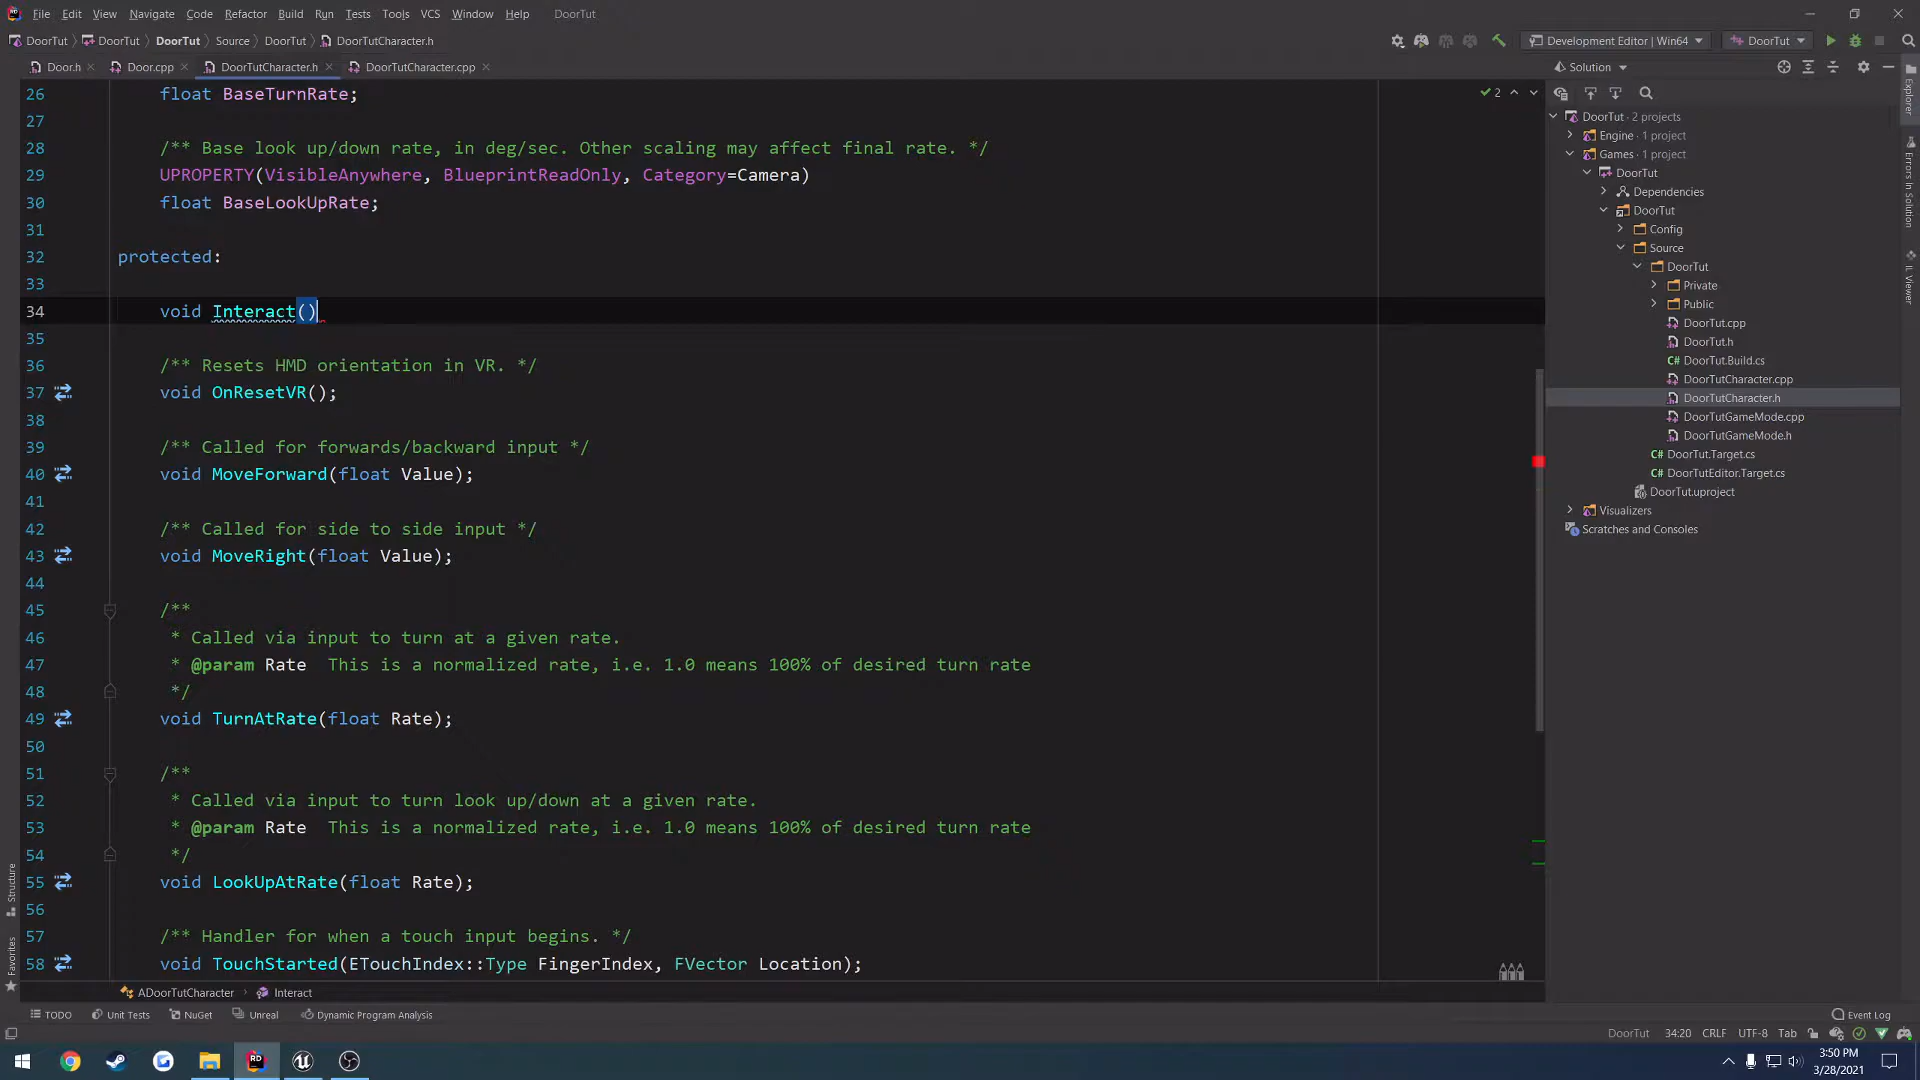 File Edit View Navigate Code Refactor Build Run Tests Tools VCS Window Help DoorTut
DoorTut DoorTut DoorTut Source DoorTut DoorTutCharacter.h Development Editor | Win64 DoorTut
Door.h Door.cpp DoorTutCharacter.h DoorTutCharacter.cpp
2
26 float BaseTurnRate;
27
28 /** Base look up/down rate, in deg/sec. Other scaling may affect final rate. */
29 UPROPERTY(VisibleAnywhere, BlueprintReadOnly, Category=Camera)
30 float BaseLookUpRate;
31
32 protected:
33
34 void Interact()
35
36 /** Resets HMD orientation in VR. */
37 void OnResetVR();
38
39 /** Called for forwards/backward input */
40 void MoveForward(float Value);
41
42 /** Called for side to side input */
43 void MoveRight(float Value);
44
45 /**
46 * Called via input to turn at a given rate.
47 * @param Rate This is a normalized rate, i.e. 1.0 means 100% of desired turn rate
48 */
49 void TurnAtRate(float Rate);
50
51 /**
52 * Called via input to turn look up/down at a given rate.
53 * @param Rate This is a normalized rate, i.e. 1.0 means 100% of desired turn rate
54 */
55 void LookUpAtRate(float Rate);
56
57 /** Handler for when a touch input begins. */
58 void TouchStarted(ETouchIndex::Type FingerIndex, FVector Location);
ADoorTutCharacter Interact
Solution
DoorTut · 2 projects
Engine · 1 project
Games · 1 project
DoorTut
Dependencies
DoorTut
Config
Source
DoorTut
Private
Public
DoorTut.cpp
DoorTut.h
DoorTut.Build.cs
DoorTutCharacter.cpp
DoorTutCharacter.h
DoorTutGameMode.cpp
DoorTutGameMode.h
C# DoorTut.Target.cs
C# DoorTutEditor.Target.cs
DoorTut.uproject
Visualizers
Scratches and Consoles
Explorer
Errors In Solution
IL Viewer
Structure
Favorites
TODO Unit Tests NuGet Unreal Dynamic Program Analysis Event Log
DoorTut 34:20 CRLF UTF-8 Tab
3:50 PM
3/28/2021